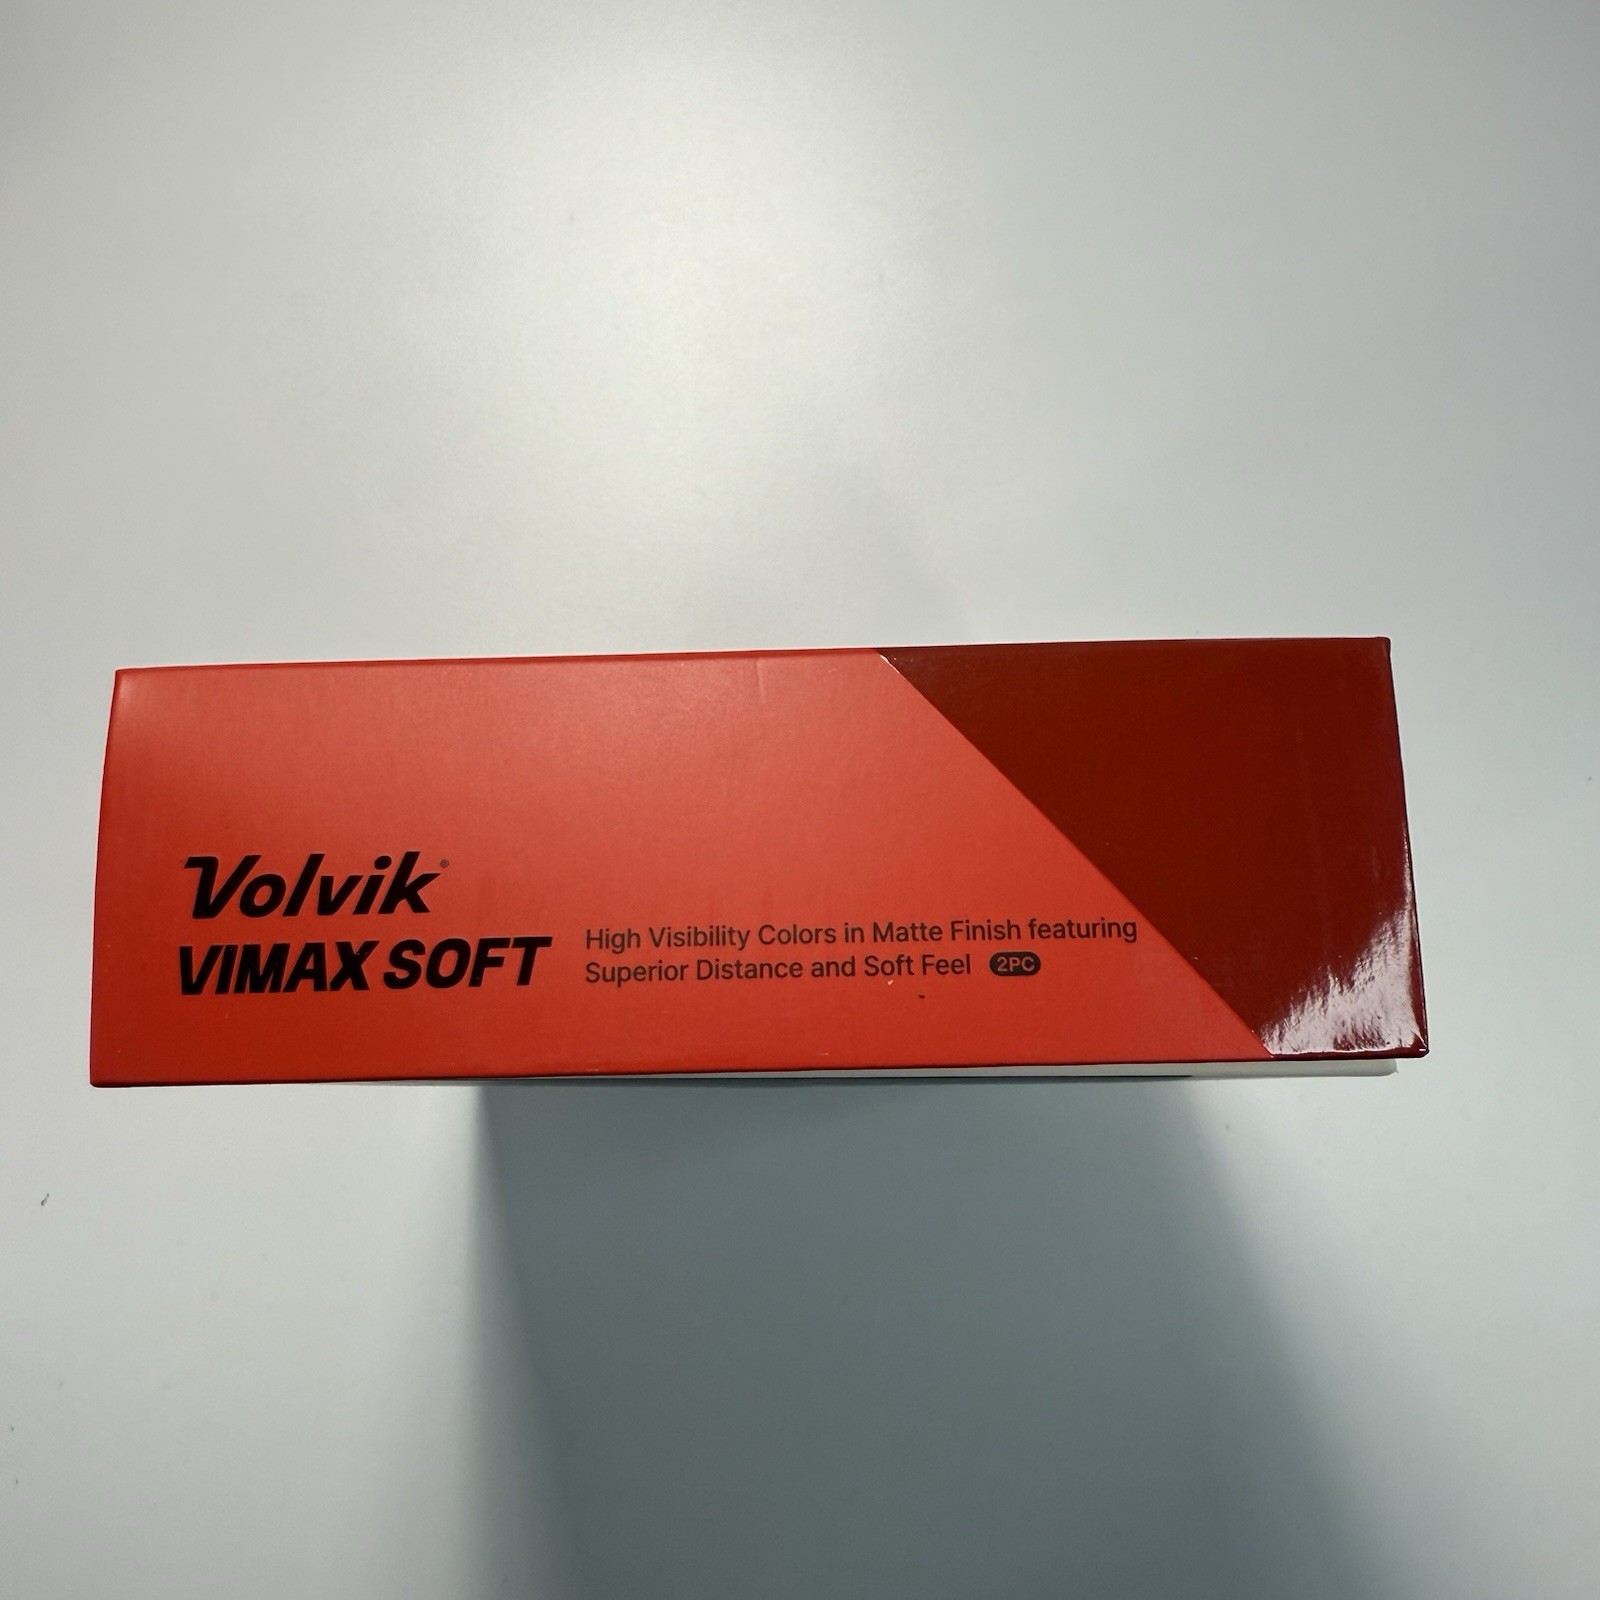 Volvik
VIMAX SOFT
High Visibility Colors in Matte Finish featuring
Superior Distance and Soft Feel 2PC